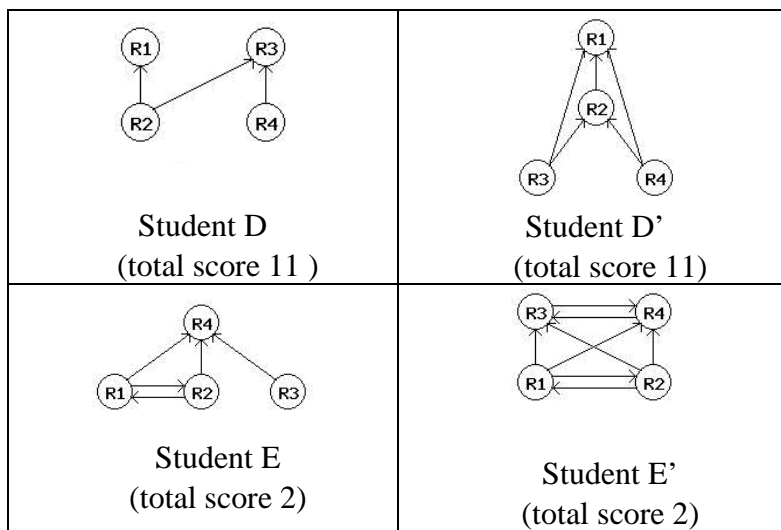 R1 R3
R2 R4
Student D
(total score 11 )
R1
R2
R3 R4
Student D’
(total score 11)
R4
R1 R2 R3
Student E
(total score 2)
R3 R4
R1 R2
Student E’
(total score 2)